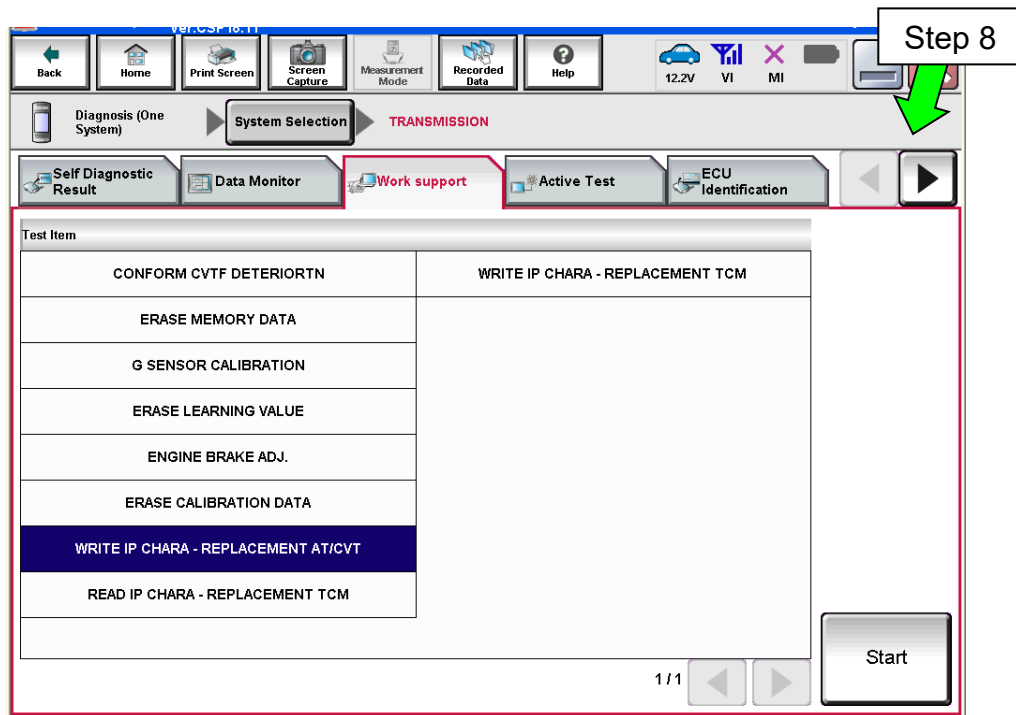 Ver.CSP18.11
Step 8
Back
Home
Print Screen
Screen
Capture
Measurement
Mode
Recorded
Data
Help
12.2V
VI
MI
Diagnosis (One
System)
System Selection
TRANSMISSION
Self Diagnostic
Result
Data Monitor
Work support
Active Test
ECU
Identification
Test Item
CONFORM CVTF DETERIORTN
WRITE IP CHARA - REPLACEMENT TCM
ERASE MEMORY DATA
G SENSOR CALIBRATION
ERASE LEARNING VALUE
ENGINE BRAKE ADJ.
ERASE CALIBRATION DATA
WRITE IP CHARA - REPLACEMENT AT/CVT
READ IP CHARA - REPLACEMENT TCM
1/1
Start